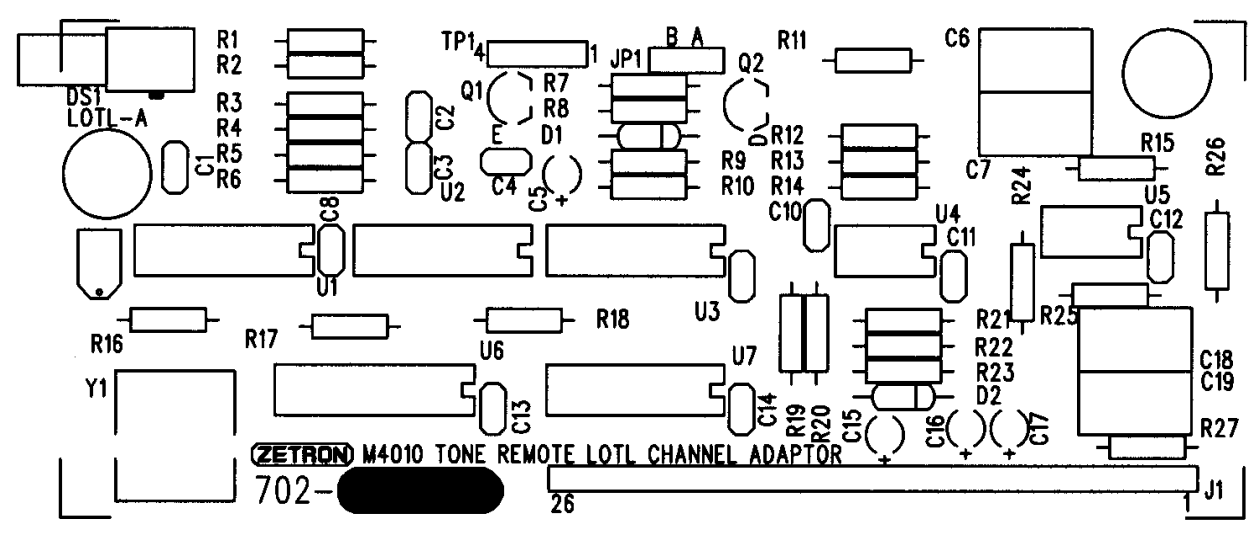 R1
R2
TP1
4
1
B A
JP1
R11
C6
Q2
Q1
R7
R8
DS1
LOTL-A
R3
R4
R5
R6
C1
C2
C3
U2
E
D1
C4
C5
+
D
R12
R13
R14
R9
R10
C7
R15
R24
R26
C8
U1
C10
U4
C11
U5
C12
U3
R16
R17
R18
U6
U7
R21
R22
R23
R25
D2
C18
C19
Y1
C13
C14
R19
R20
C15
+
C16
+
C17
+
R27
ZETRON M4010 TONE REMOTE LOTL CHANNEL ADAPTOR
702-
26
1
J1